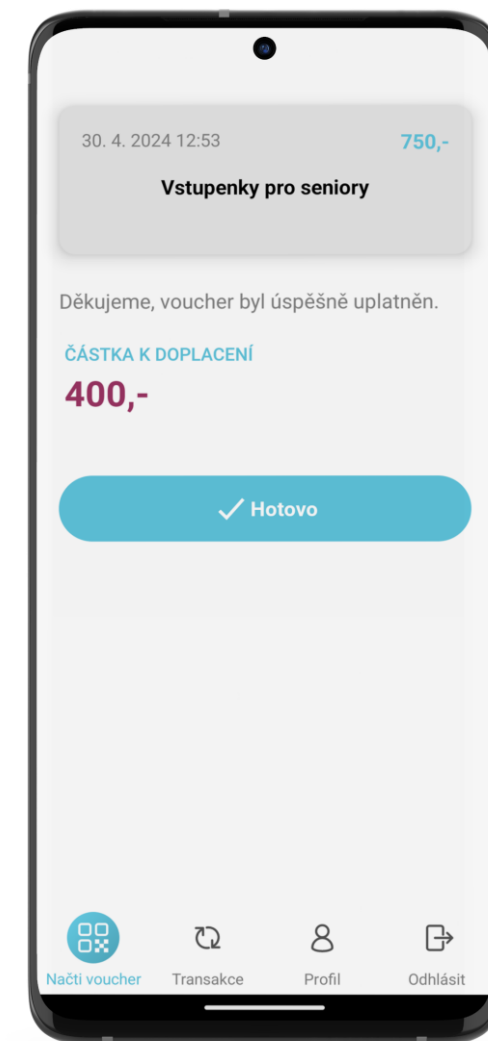 30. 4. 2024 12:53 750,-
Vstupenky pro seniory
Děkujeme, voucher byl úspěšně uplatněn.
ČÁSTKA K DOPLACENÍ
400,-
Hotovo
Načti voucher Transakce Profil Odhlásit